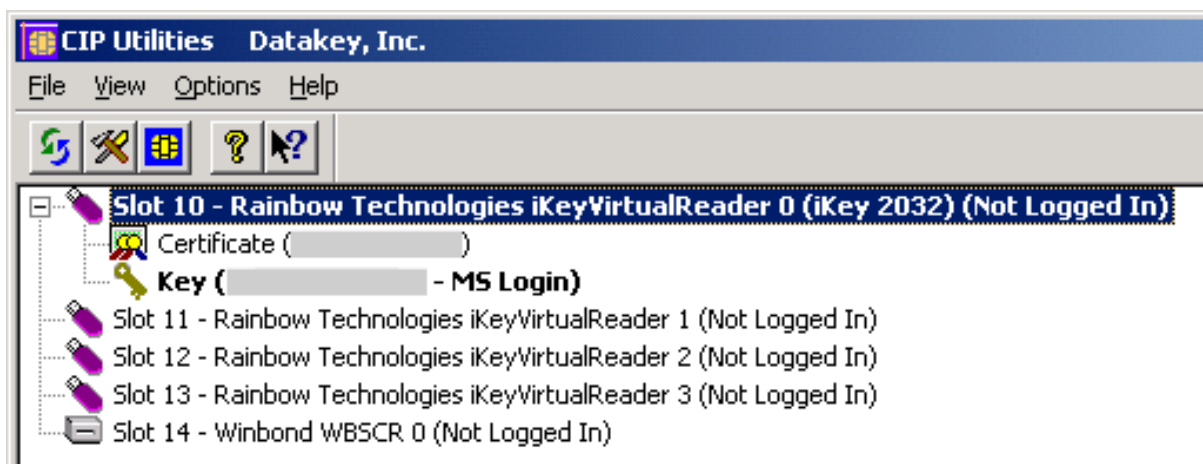 CIP Utilities Datakey, Inc.
File View Options Help
Slot 10 - Rainbow Technologies iKeyVirtualReader 0 (iKey 2032) (Not Logged In)
Certificate ( )
Key ( - MS Login)
Slot 11 - Rainbow Technologies iKeyVirtualReader 1 (Not Logged In)
Slot 12 - Rainbow Technologies iKeyVirtualReader 2 (Not Logged In)
Slot 13 - Rainbow Technologies iKeyVirtualReader 3 (Not Logged In)
Slot 14 - Winbond WBSCR 0 (Not Logged In)